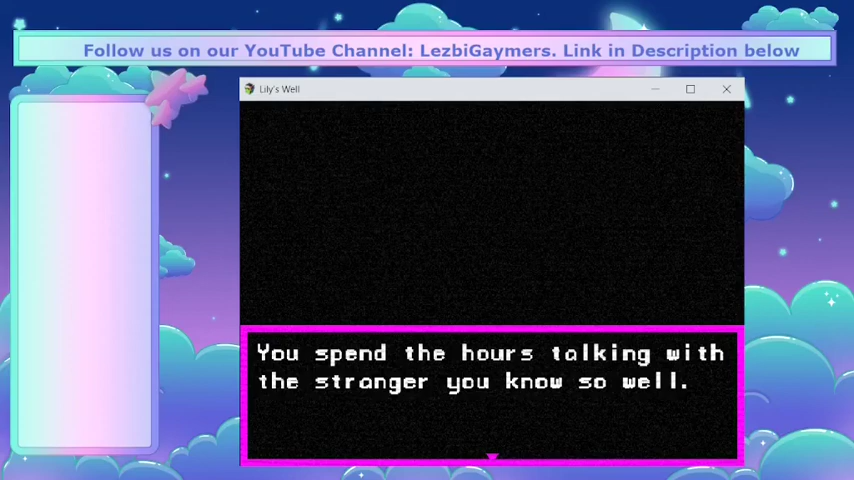 Follow us on our YouTube Channel: LezbiGaymers. Link in Description below
Lily's Well
You spend the hours talking with
the stranger you know so well.